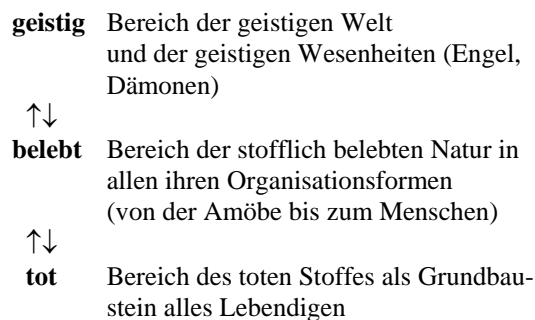 geistig Bereich der geistigen Welt
und der geistigen Wesenheiten (Engel,
Dämonen)
↑↓
belebt Bereich der stofflich belebten Natur in
allen ihren Organisationsformen
(von der Amöbe bis zum Menschen)
↑↓
tot Bereich des toten Stoffes als Grundbau-
stein alles Lebendigen